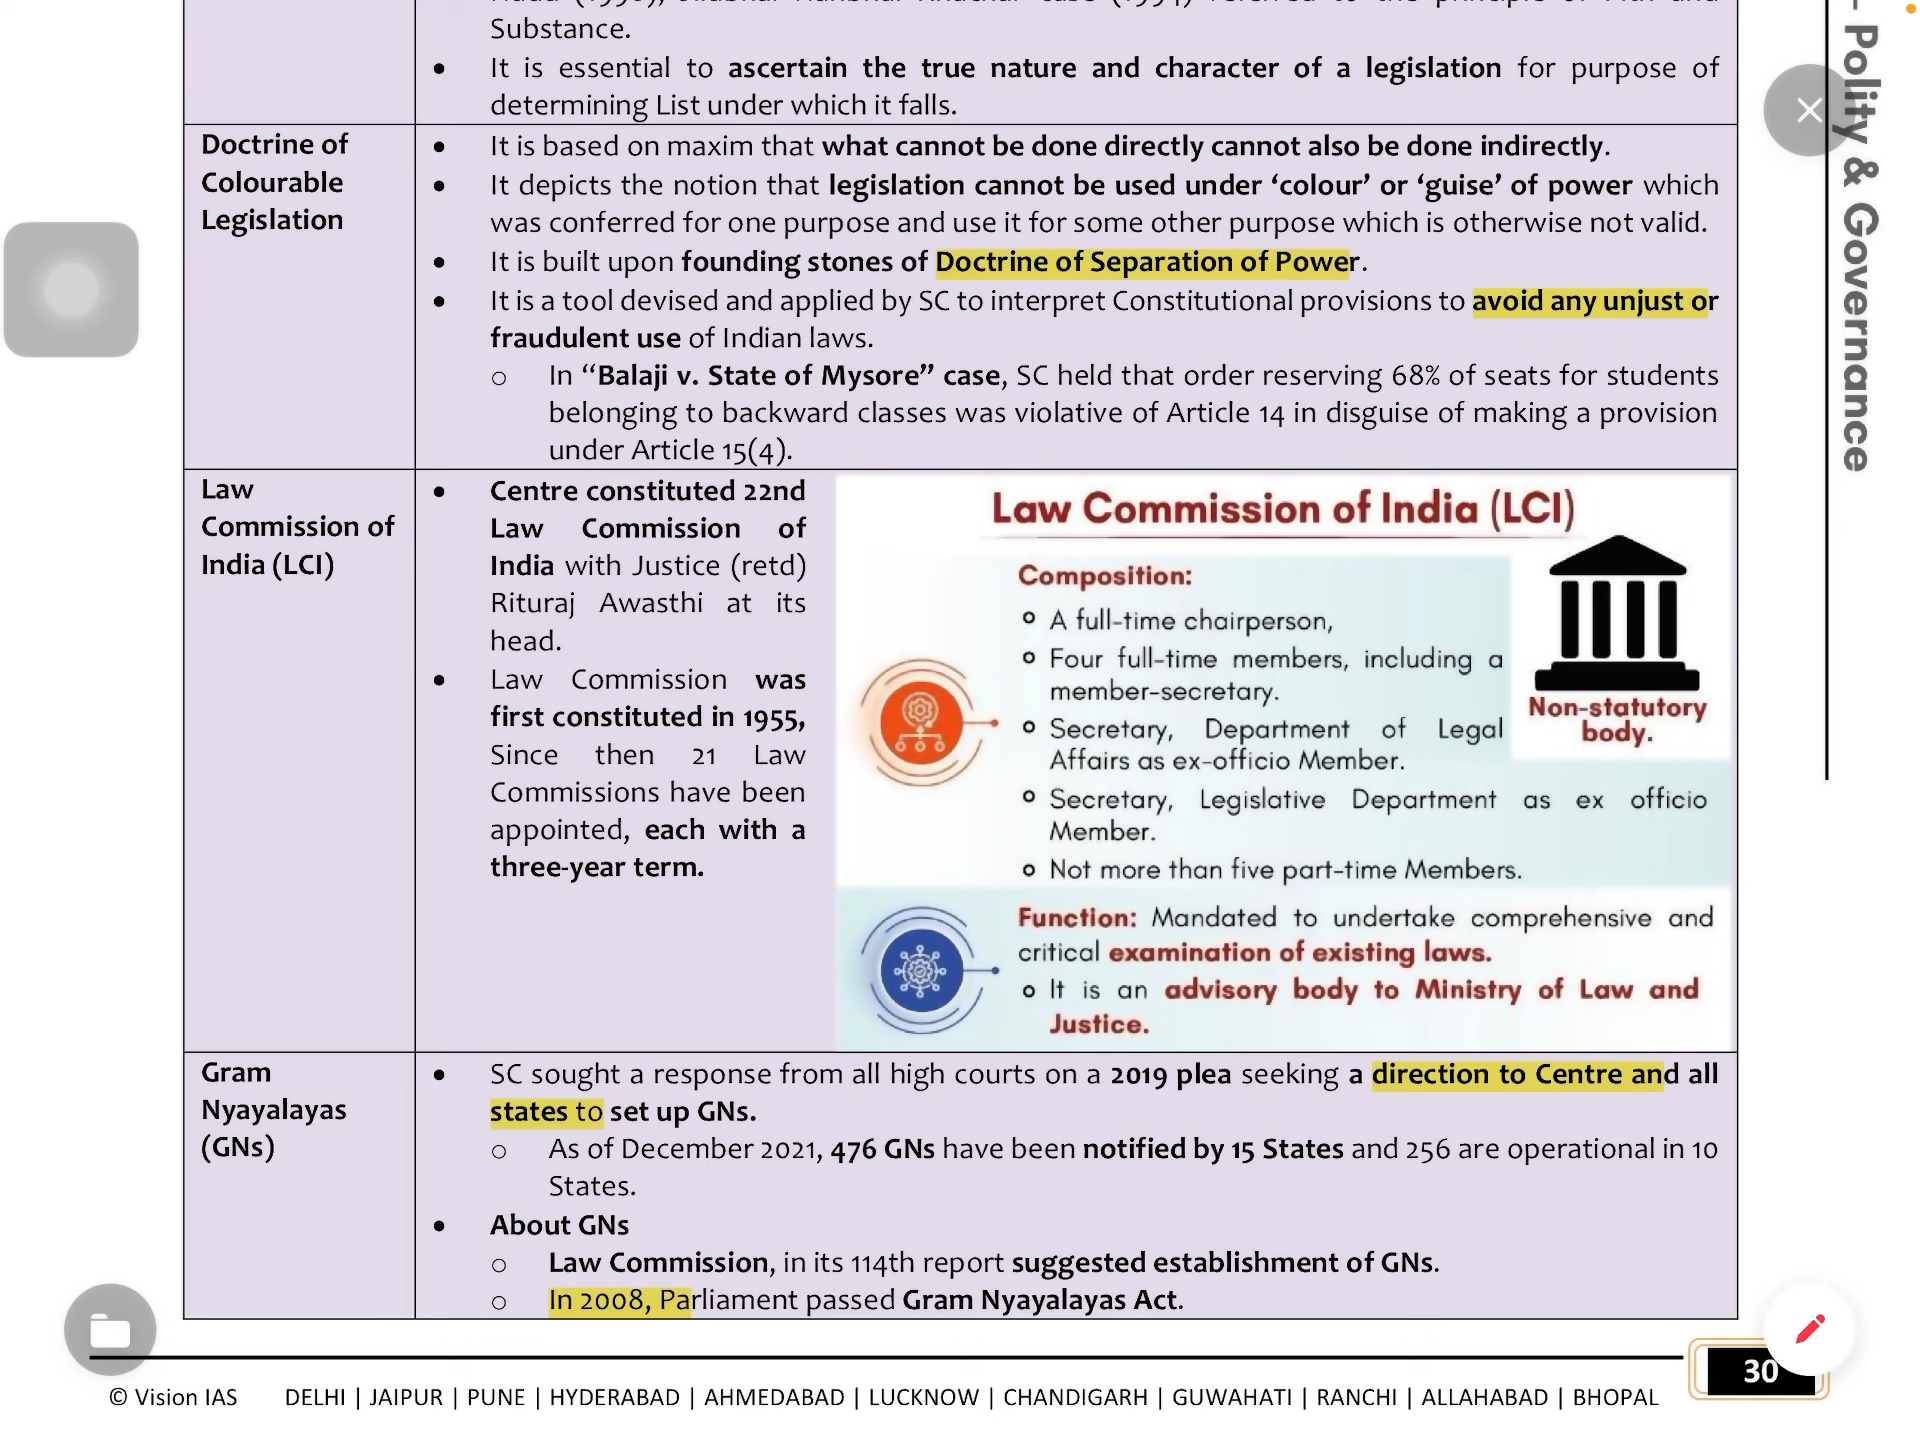 Substance.
• It is essential to ascertain the true nature and character of a legislation for purpose of
determining List under which it falls.
Doctrine of
Colourable
Legislation
• It is based on maxim that what cannot be done directly cannot also be done indirectly.
• It depicts the notion that legislation cannot be used under ‘colour’ or ‘guise’ of power which
was conferred for one purpose and use it for some other purpose which is otherwise not valid.
• It is built upon founding stones of Doctrine of Separation of Power.
• It is a tool devised and applied by SC to interpret Constitutional provisions to avoid any unjust or
fraudulent use of Indian laws.
o In “Balaji v. State of Mysore” case, SC held that order reserving 68% of seats for students
belonging to backward classes was violative of Article 14 in disguise of making a provision
under Article 15(4).
Law
Commission of
India (LCI)
• Centre constituted 22nd
Law Commission of
India with Justice (retd)
Rituraj Awasthi at its
head.
• Law Commission was
first constituted in 1955,
Since then 21 Law
Commissions have been
appointed, each with a
three-year term.
Law Commission of India (LCI)
Composition:
o A full-time chairperson,
o Four full-time members, including a
member-secretary.
o Secretary, Department of Legal
Affairs as ex-officio Member.
o Secretary, Legislative Department as ex officio
Member.
o Not more than five part-time Members.
Non-statutory
body.
Function: Mandated to undertake comprehensive and
critical examination of existing laws.
o It is an advisory body to Ministry of Law and
Justice.
Gram
Nyayalayas
(GNs)
• SC sought a response from all high courts on a 2019 plea seeking a direction to Centre and all
states to set up GNs.
o As of December 2021, 476 GNs have been notified by 15 States and 256 are operational in 10
States.
• About GNs
o Law Commission, in its 114th report suggested establishment of GNs.
o In 2008, Parliament passed Gram Nyayalayas Act.
– Polity & Governance
© Vision IAS DELHI | JAIPUR | PUNE | HYDERABAD | AHMEDABAD | LUCKNOW | CHANDIGARH | GUWAHATI | RANCHI | ALLAHABAD | BHOPAL
30